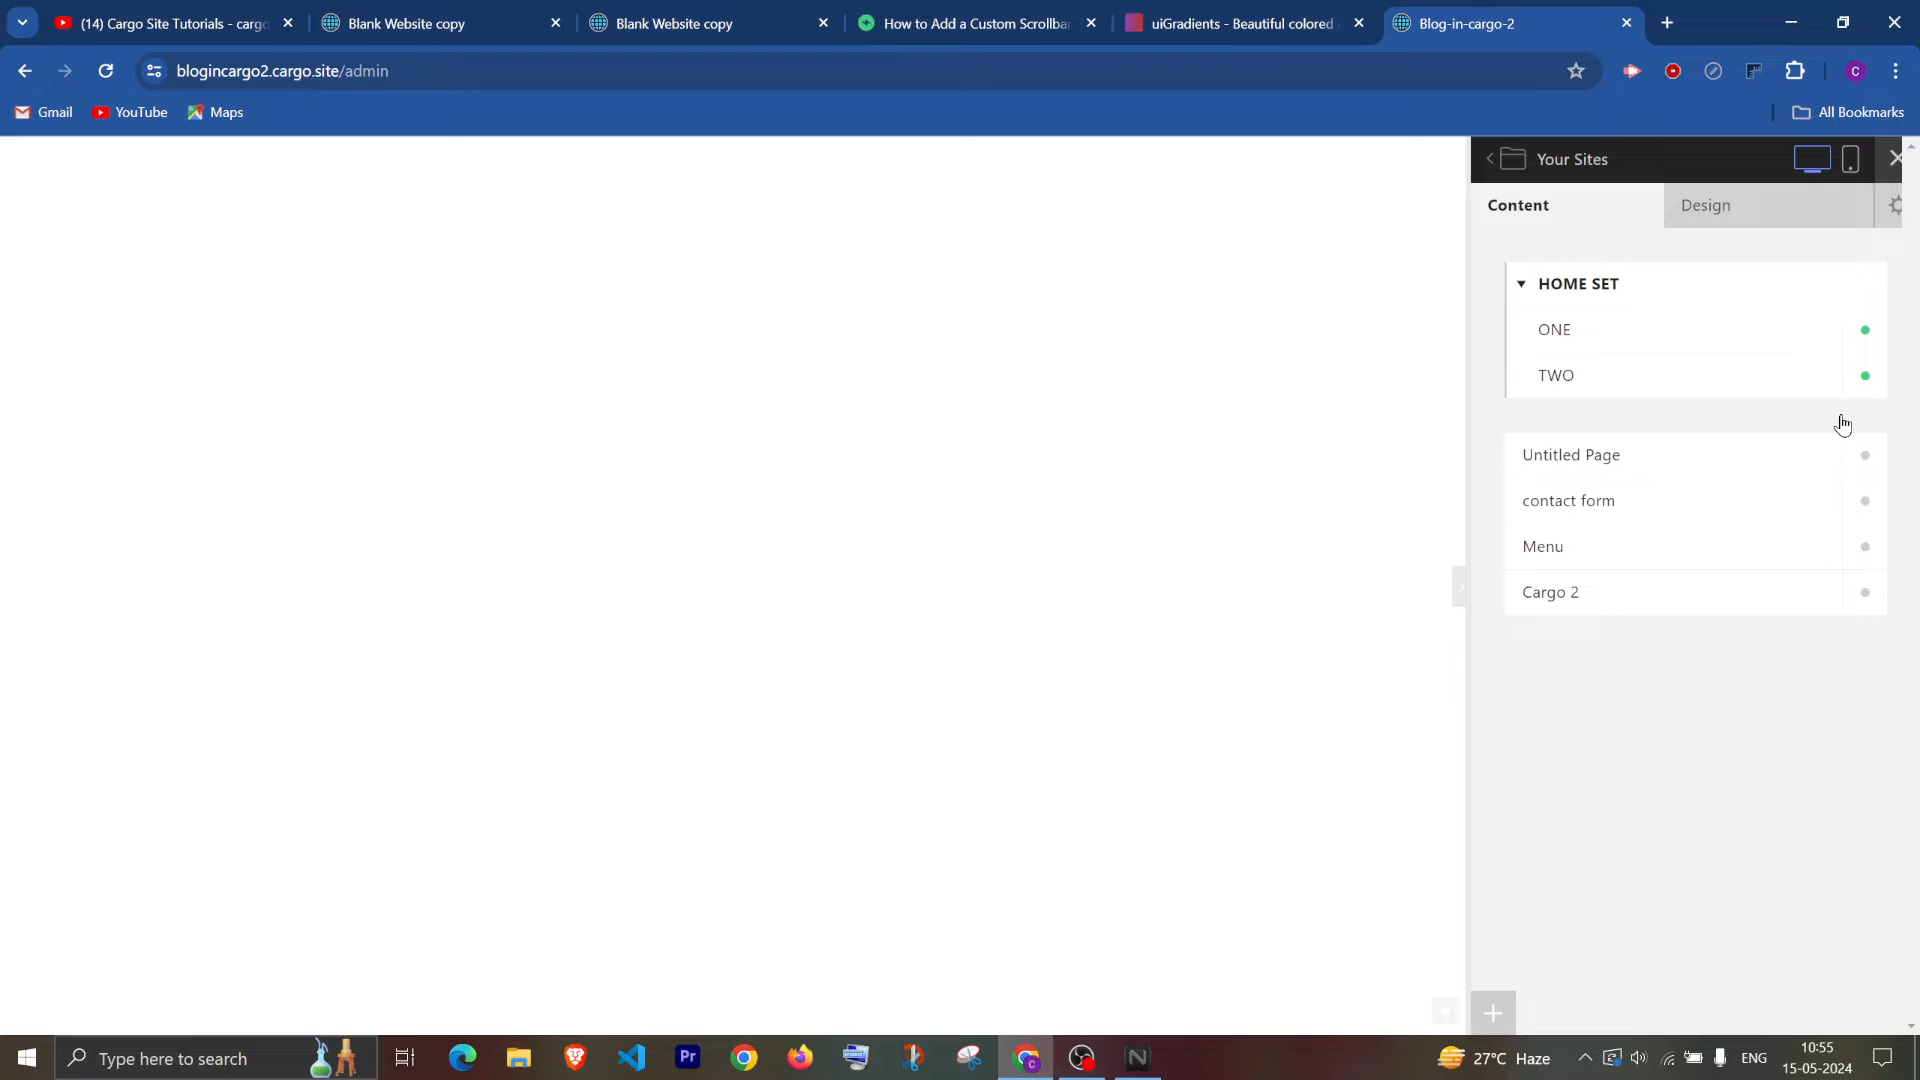 (14) Cargo Site Tutorials - cargo
Blank Website copy
Blank Website copy
How to Add a Custom Scrollba
uiGradients - Beautiful colored
Blog-in-cargo-2
blogincargo2.cargo.site/admin
C
Gmail
YouTube
Maps
All Bookmarks
Your Sites
Content
Design
HOME SET
ONE
TWO
Untitled Page
contact form
Menu
Cargo 2
Type here to search
Pr
27°C Haze
ENG
10:55
15-05-2024